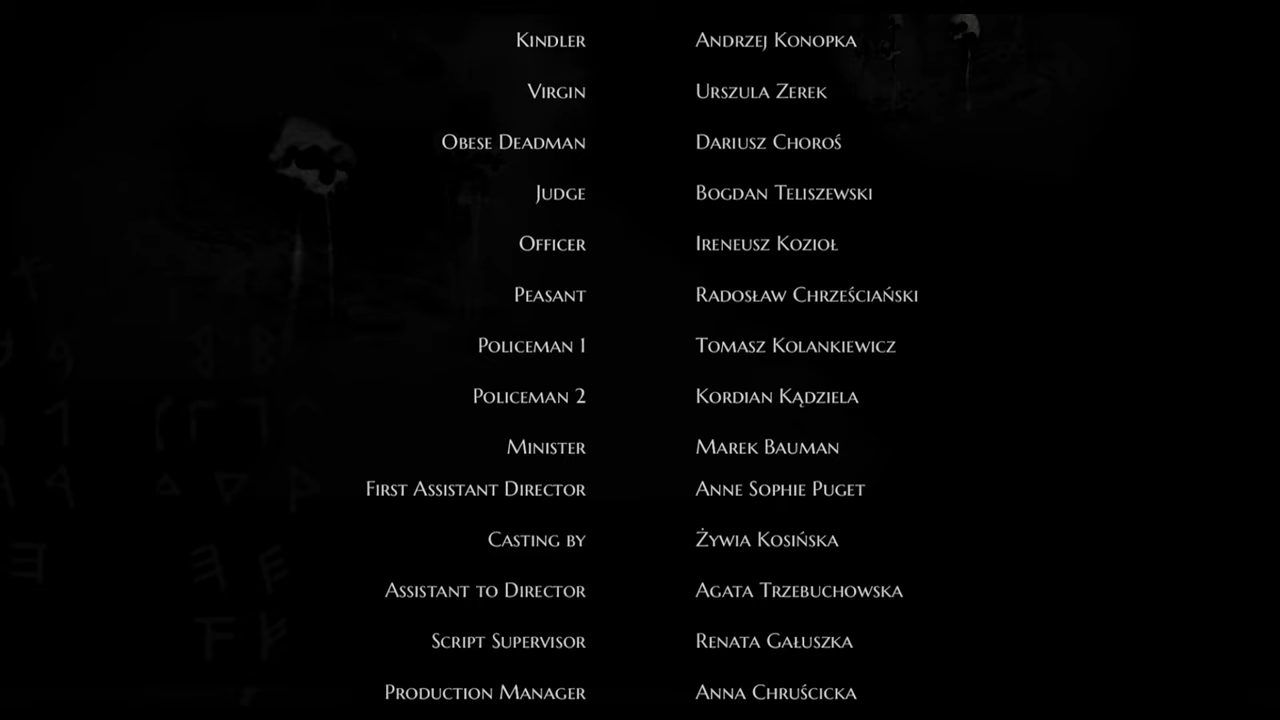 Kindler Andrzej Konopka
Virgin Urszula Zerek
Obese Deadman Dariusz Choroś
Judge Bogdan Teliszewski
Officer Ireneusz Kozioł
Peasant Radosław Chrześciański
Policeman 1 Tomasz Kolankiewicz
Policeman 2 Kordian Kądziela
Minister Marek Bauman
First Assistant Director Anne Sophie Puget
Casting by Żywia Kosińska
Assistant to Director Agata Trzebuchowska
Script Supervisor Renata Gałuszka
Production Manager Anna Chruścicka